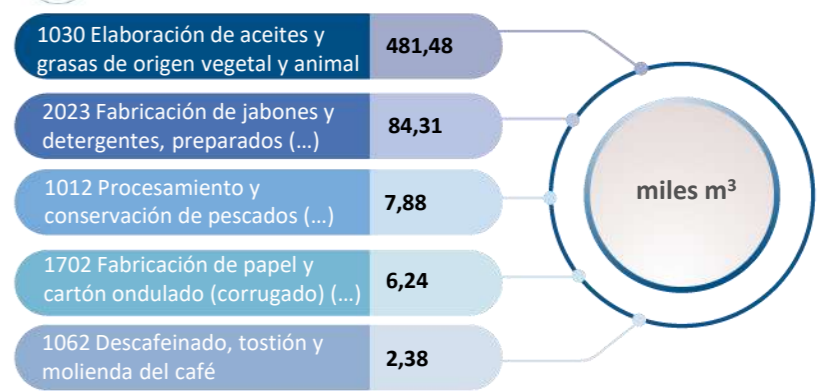 1030 Elaboración de aceites y
grasas de origen vegetal y animal
481,48
2023 Fabricación de jabones y
detergentes, preparados (...)
84,31
1012 Procesamiento y
conservación de pescados (...)
7,88
1702 Fabricación de papel y
cartón ondulado (corrugado) (...)
6,24
1062 Descafeinado, tostión y
molienda del café
2,38
miles m³